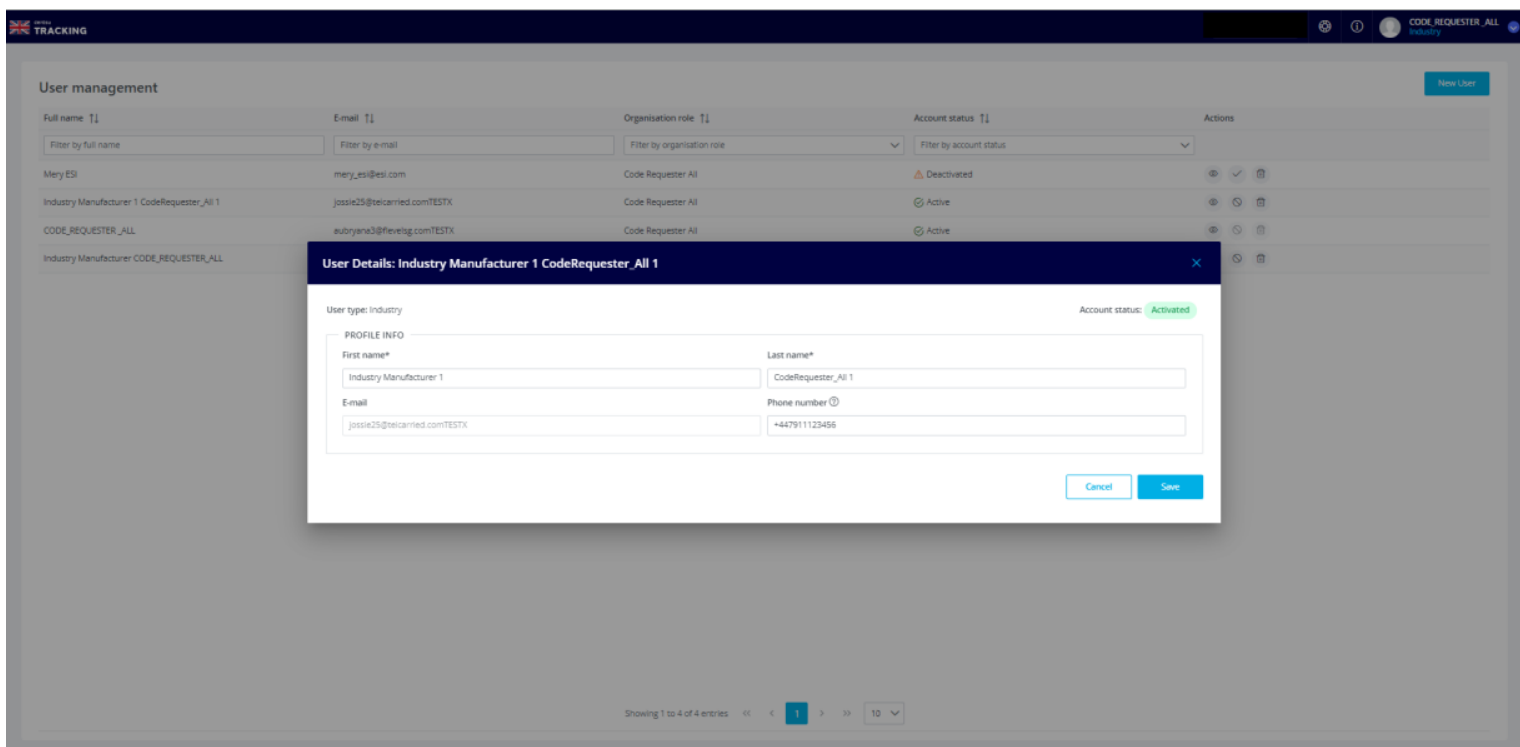 TRACKING
CODE_REQUESTER_ALL
Industry
User management
New User
Full name E-mail Organisation role Account status Actions
Filter by full name Filter by e-mail Filter by organisation role Filter by account status
Mery ESI mery_esi@esi.com Code Requester All Deactivated
Industry Manufacturer 1 CodeRequester_All 1 jossie25@telcarried.comTESTX Code Requester All Active
CODE_REQUESTER_ALL aubryana3@flevelsg.comTESTX Code Requester All Active
Industry Manufacturer CODE_REQUESTER_ALL
User Details: Industry Manufacturer 1 CodeRequester_All 1
User type: Industry Account status: Activated
PROFILE INFO
First name* Last name*
Industry Manufacturer 1 CodeRequester_All 1
E-mail Phone number
jossie25@telcarried.comTESTX +447911123456
Cancel Save
Showing 1 to 4 of 4 entries << < 1 > >> 10